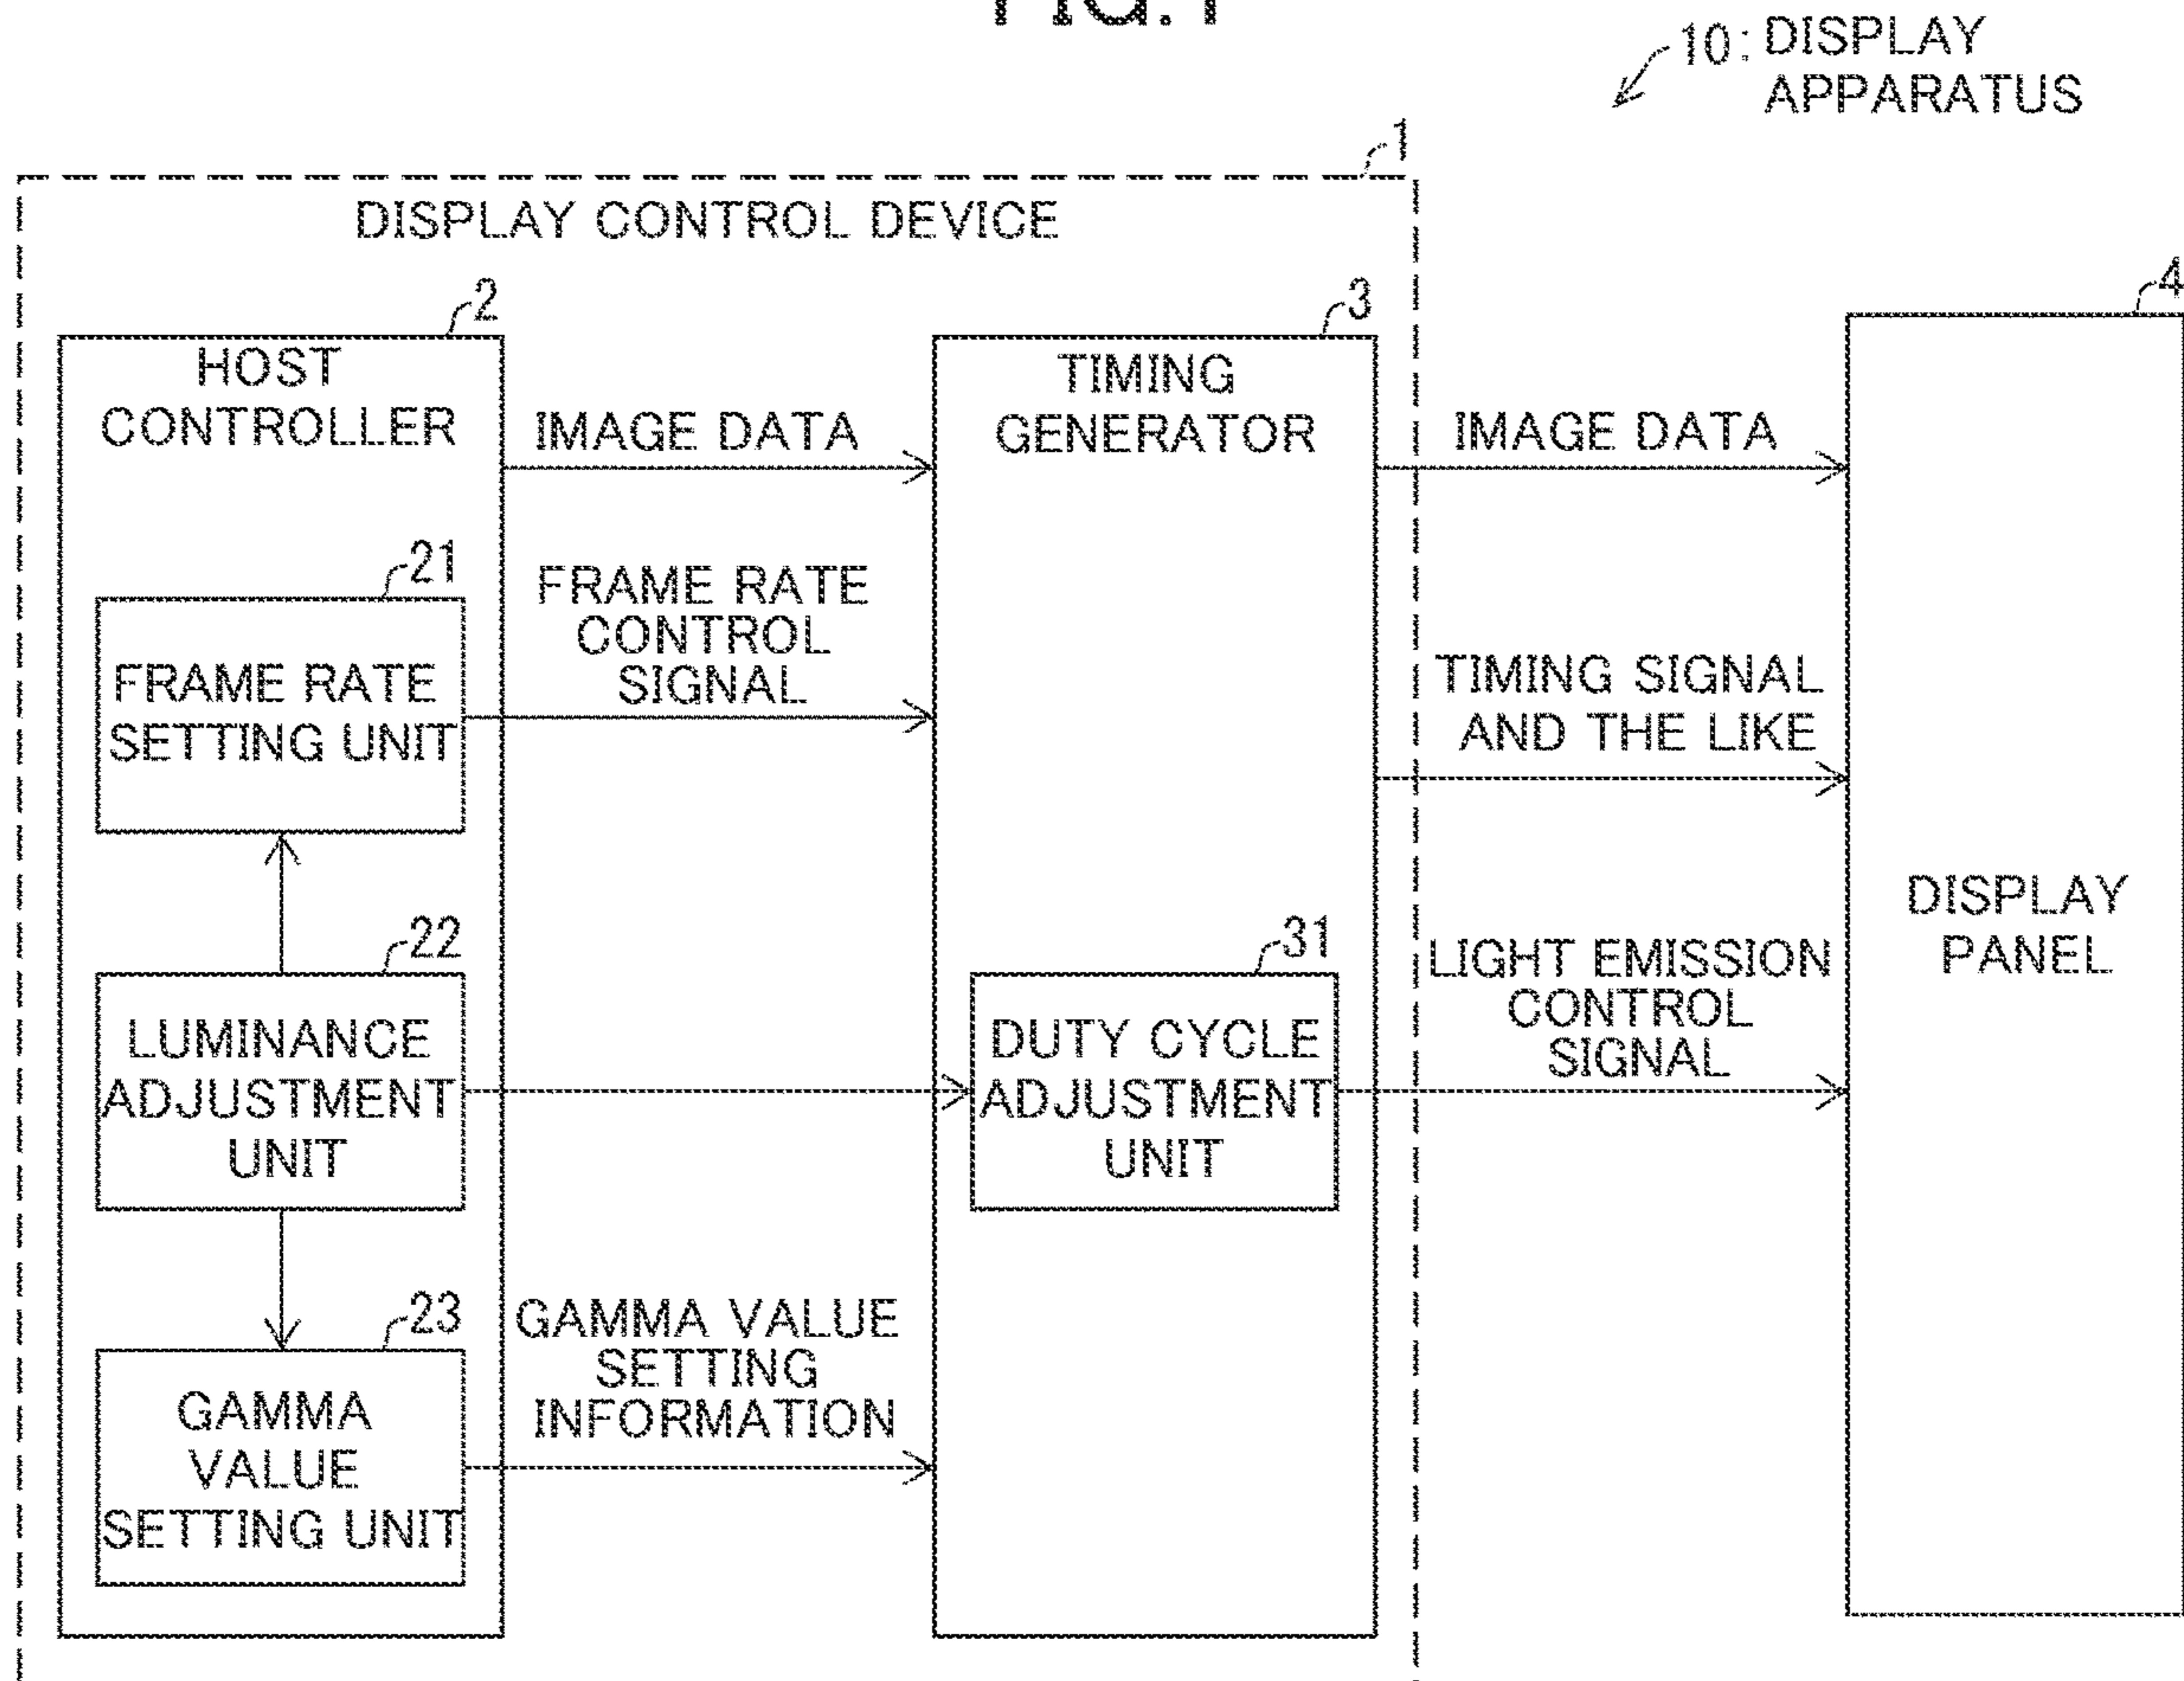 FIG.1
10: DISPLAY
APPARATUS
1
DISPLAY CONTROL DEVICE
2
HOST
CONTROLLER
IMAGE DATA
3
TIMING
GENERATOR
IMAGE DATA
4
DISPLAY
PANEL
21
FRAME RATE
SETTING UNIT
FRAME RATE
CONTROL
SIGNAL
TIMING SIGNAL
AND THE LIKE
22
LUMINANCE
ADJUSTMENT
UNIT
31
DUTY CYCLE
ADJUSTMENT
UNIT
LIGHT EMISSION
CONTROL
SIGNAL
23
GAMMA
VALUE
SETTING UNIT
GAMMA VALUE
SETTING
INFORMATION